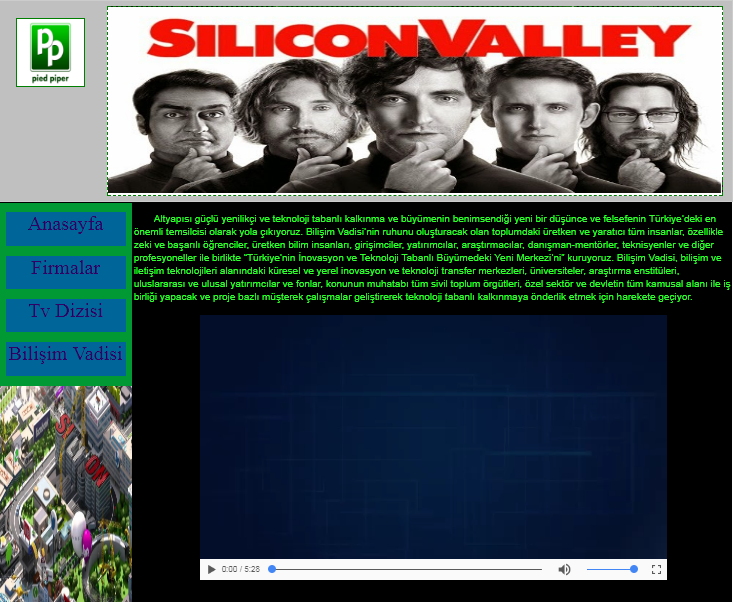 SILICON VALLEY
pied piper
Anasayfa
Firmalar
Tv Dizisi
Bilişim Vadisi
Altyapısı güçlü yenilikçi ve teknoloji tabanlı kalkınma ve büyümenin benimsendiği yeni bir düşünce ve felsefenin Türkiye'deki en
önemli temsilcisi olarak yola çıkıyoruz. Bilişim Vadisi'nin ruhunu oluşturacak olan toplumdaki üretken ve yaratıcı tüm insanlar, özellikle
zeki ve başarılı öğrenciler, üretken bilim insanları, girişimciler, yatırımcılar, araştırmacılar, danışman-mentörler, teknisyenler ve diğer
profesyoneller ile birlikte "Türkiye'nin İnovasyon ve Teknoloji Tabanlı Büyümedeki Yeni Merkezi'ni" kuruyoruz. Bilişim Vadisi, bilişim ve
iletişim teknolojileri alanındaki küresel ve yerel inovasyon ve teknoloji transfer merkezleri, üniversiteler, araştırma enstitüleri,
uluslararası ve ulusal yatırımcılar ve fonlar, konunun muhatabı tüm sivil toplum örgütleri, özel sektör ve devletin tüm kamusal alanı ile iş
birliği yapacak ve proje bazlı müşterek çalışmalar geliştirerek teknoloji tabanlı kalkınmaya önderlik etmek için harekete geçiyor.
0:00 / 5:28